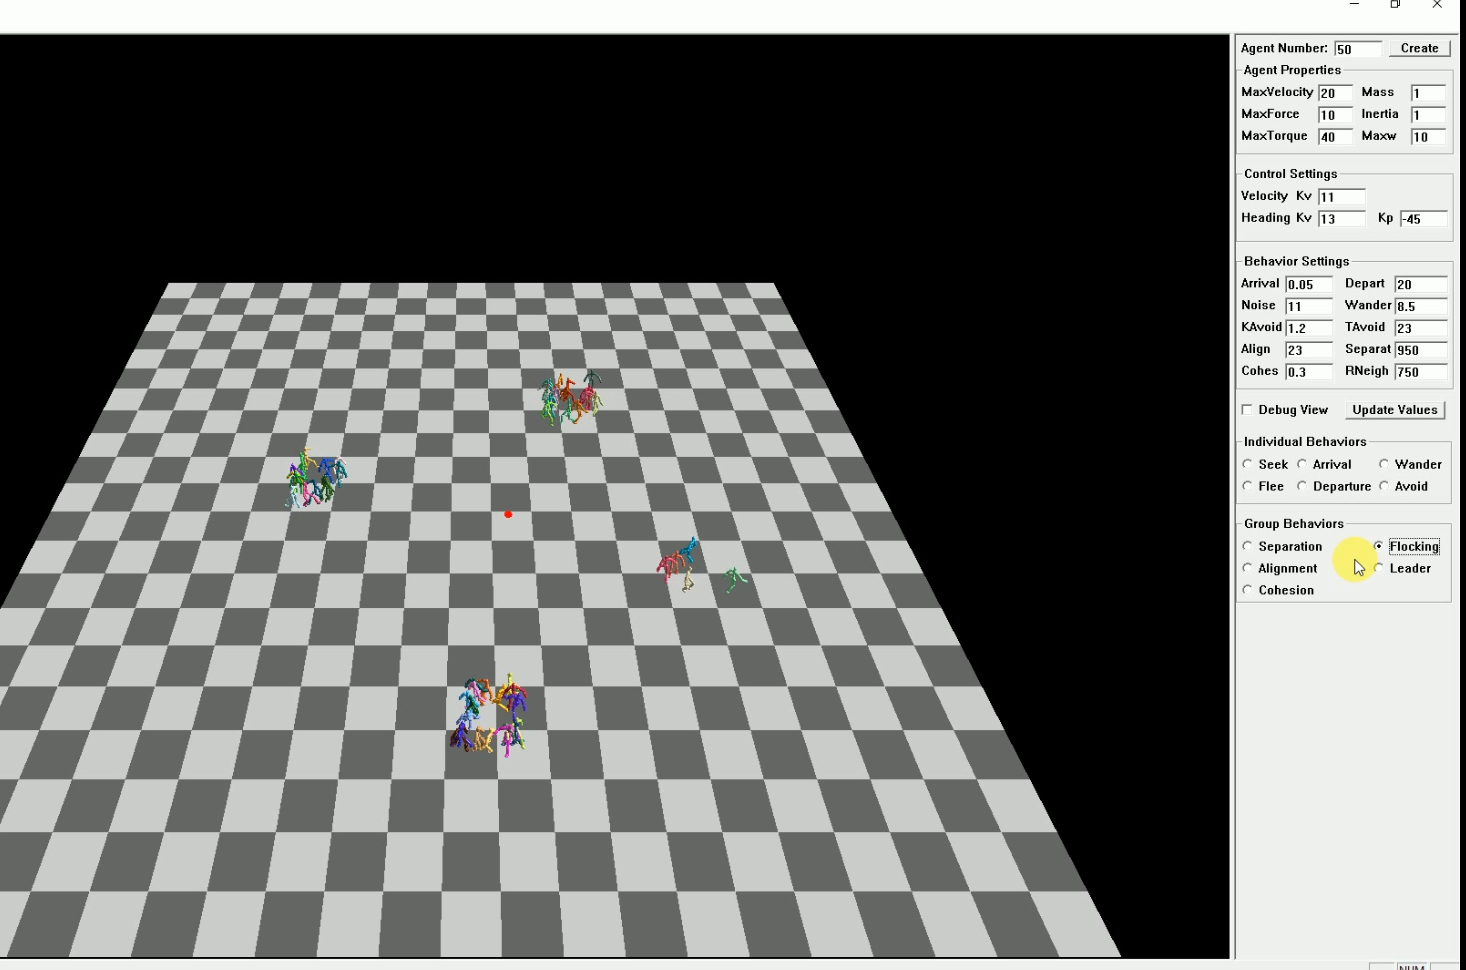 Agent Number: 50 Create
Agent Properties
MaxVelocity 20 Mass 1
MaxForce 10 Inertia 1
MaxTorque 40 Maxw 10
Control Settings
Velocity Kv 11
Heading Kv 13 Kp -45
Behavior Settings
Arrival 0.05 Depart 20
Noise 11 Wander 8.5
KAvoid 1.2 TAvoid 23
Align 23 Separat 950
Cohes 0.3 RNeigh 750
Debug View Update Values
Individual Behaviors
Seek Arrival Wander
Flee Departure Avoid
Group Behaviors
Separation Flocking
Alignment Leader
Cohesion
NUM